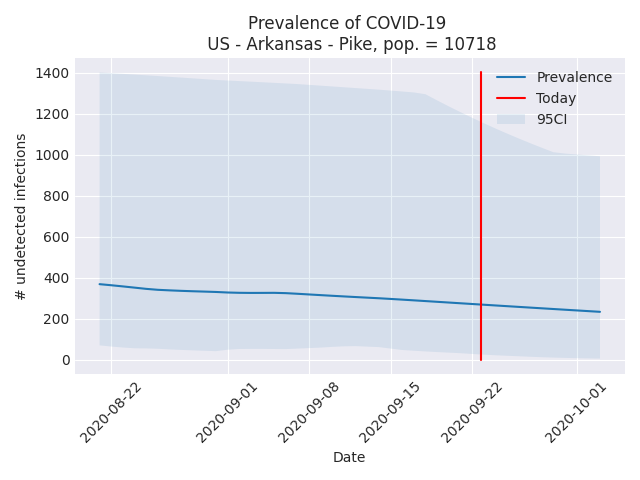 Prevalence of COVID-19
US - Arkansas - Pike, pop. = 10718
# undetected infections
1400
1200
1000
800
600
400
200
0
Prevalence
Today
95CI
2020-08-22
2020-09-01
2020-09-08
2020-09-15
2020-09-22
2020-10-01
Date